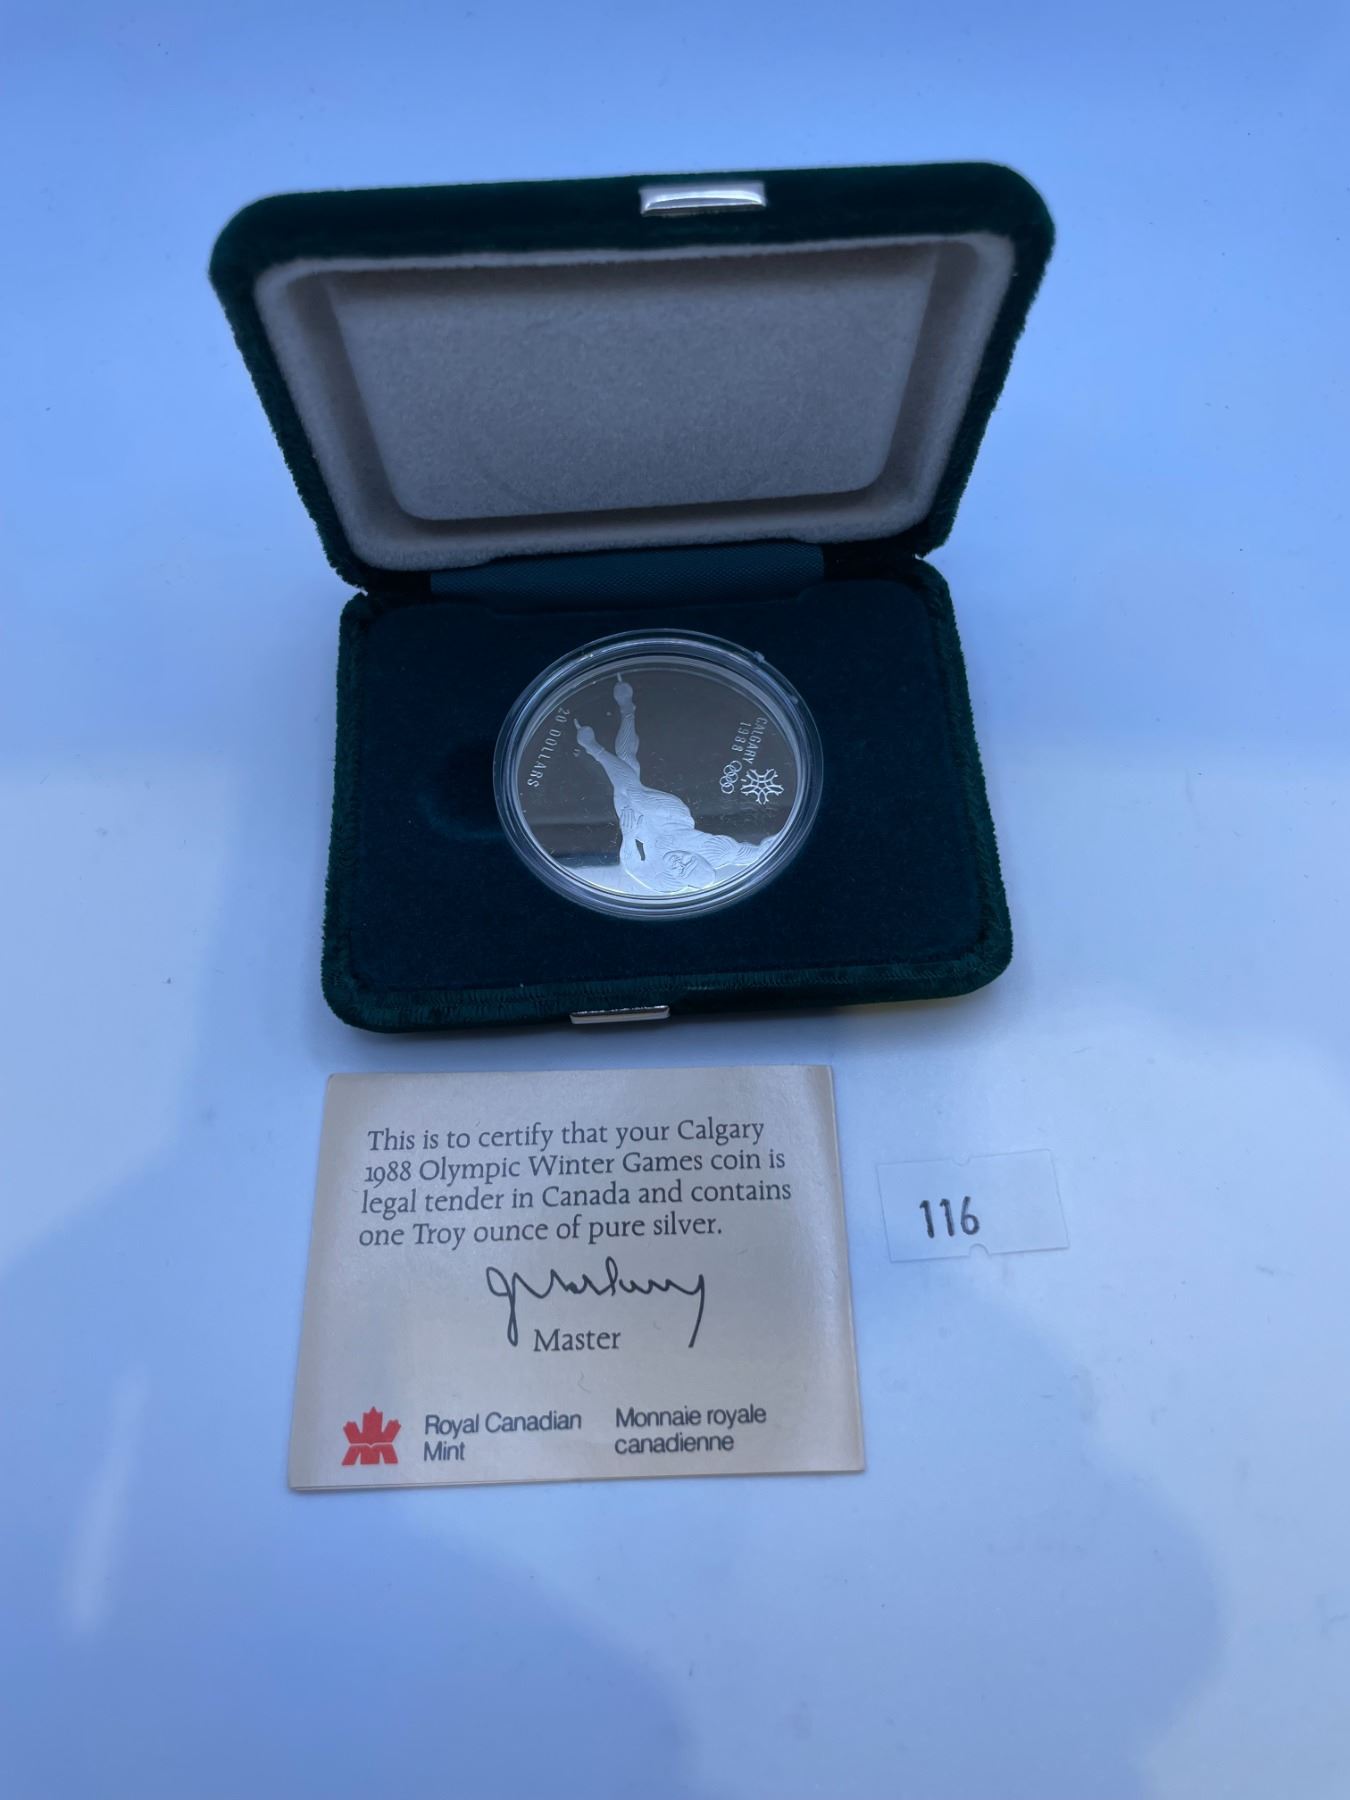 CALGARY
1988
20 DOLLARS
This is to certify that your Calgary
1988 Olympic Winter Games coin is
legal tender in Canada and contains
one Troy ounce of pure silver.
Master
Royal Canadian
Mint
Monnaie royale
canadienne
116